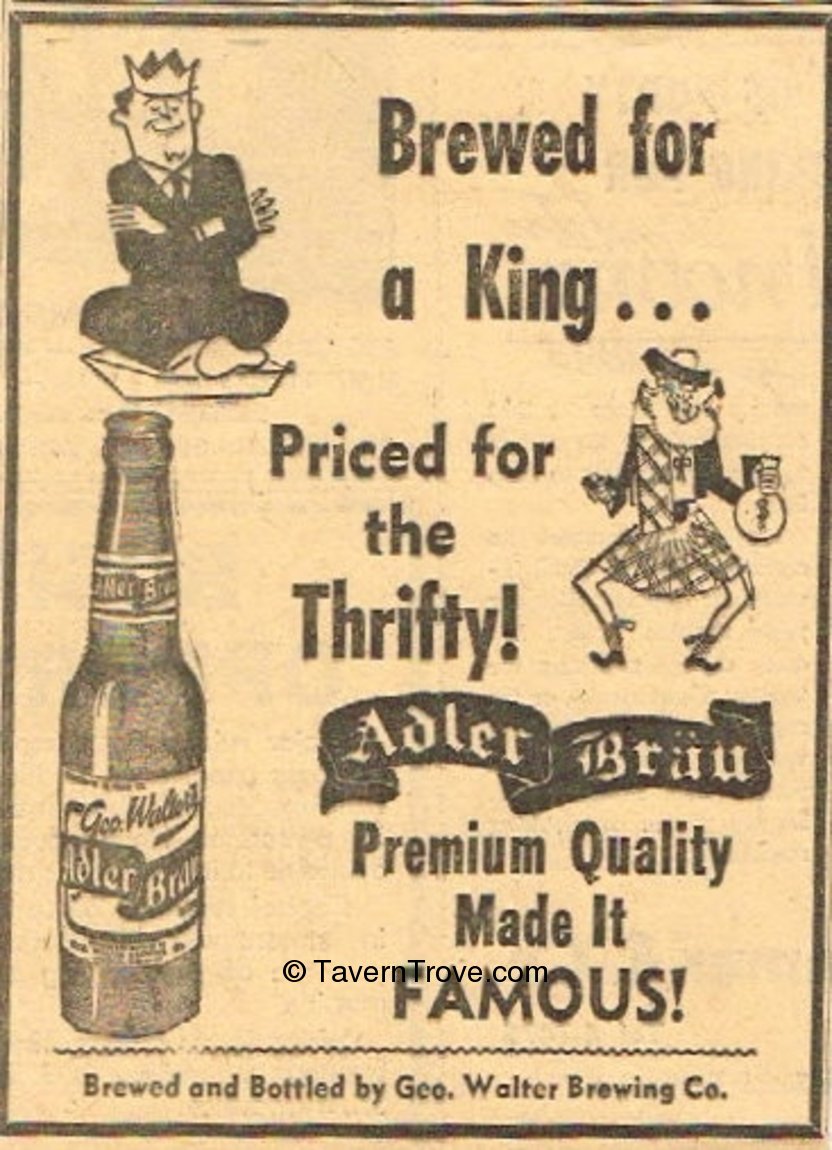 Brewed for
a King...
Priced for
the
Thrifty!
Adler Bräu
Adler Bräu
Geo. Walter's
Adler Bräu
Premium Quality
Made It
© TavernTrove.com
FAMOUS!
Brewed and Bottled by Geo. Walter Brewing Co.